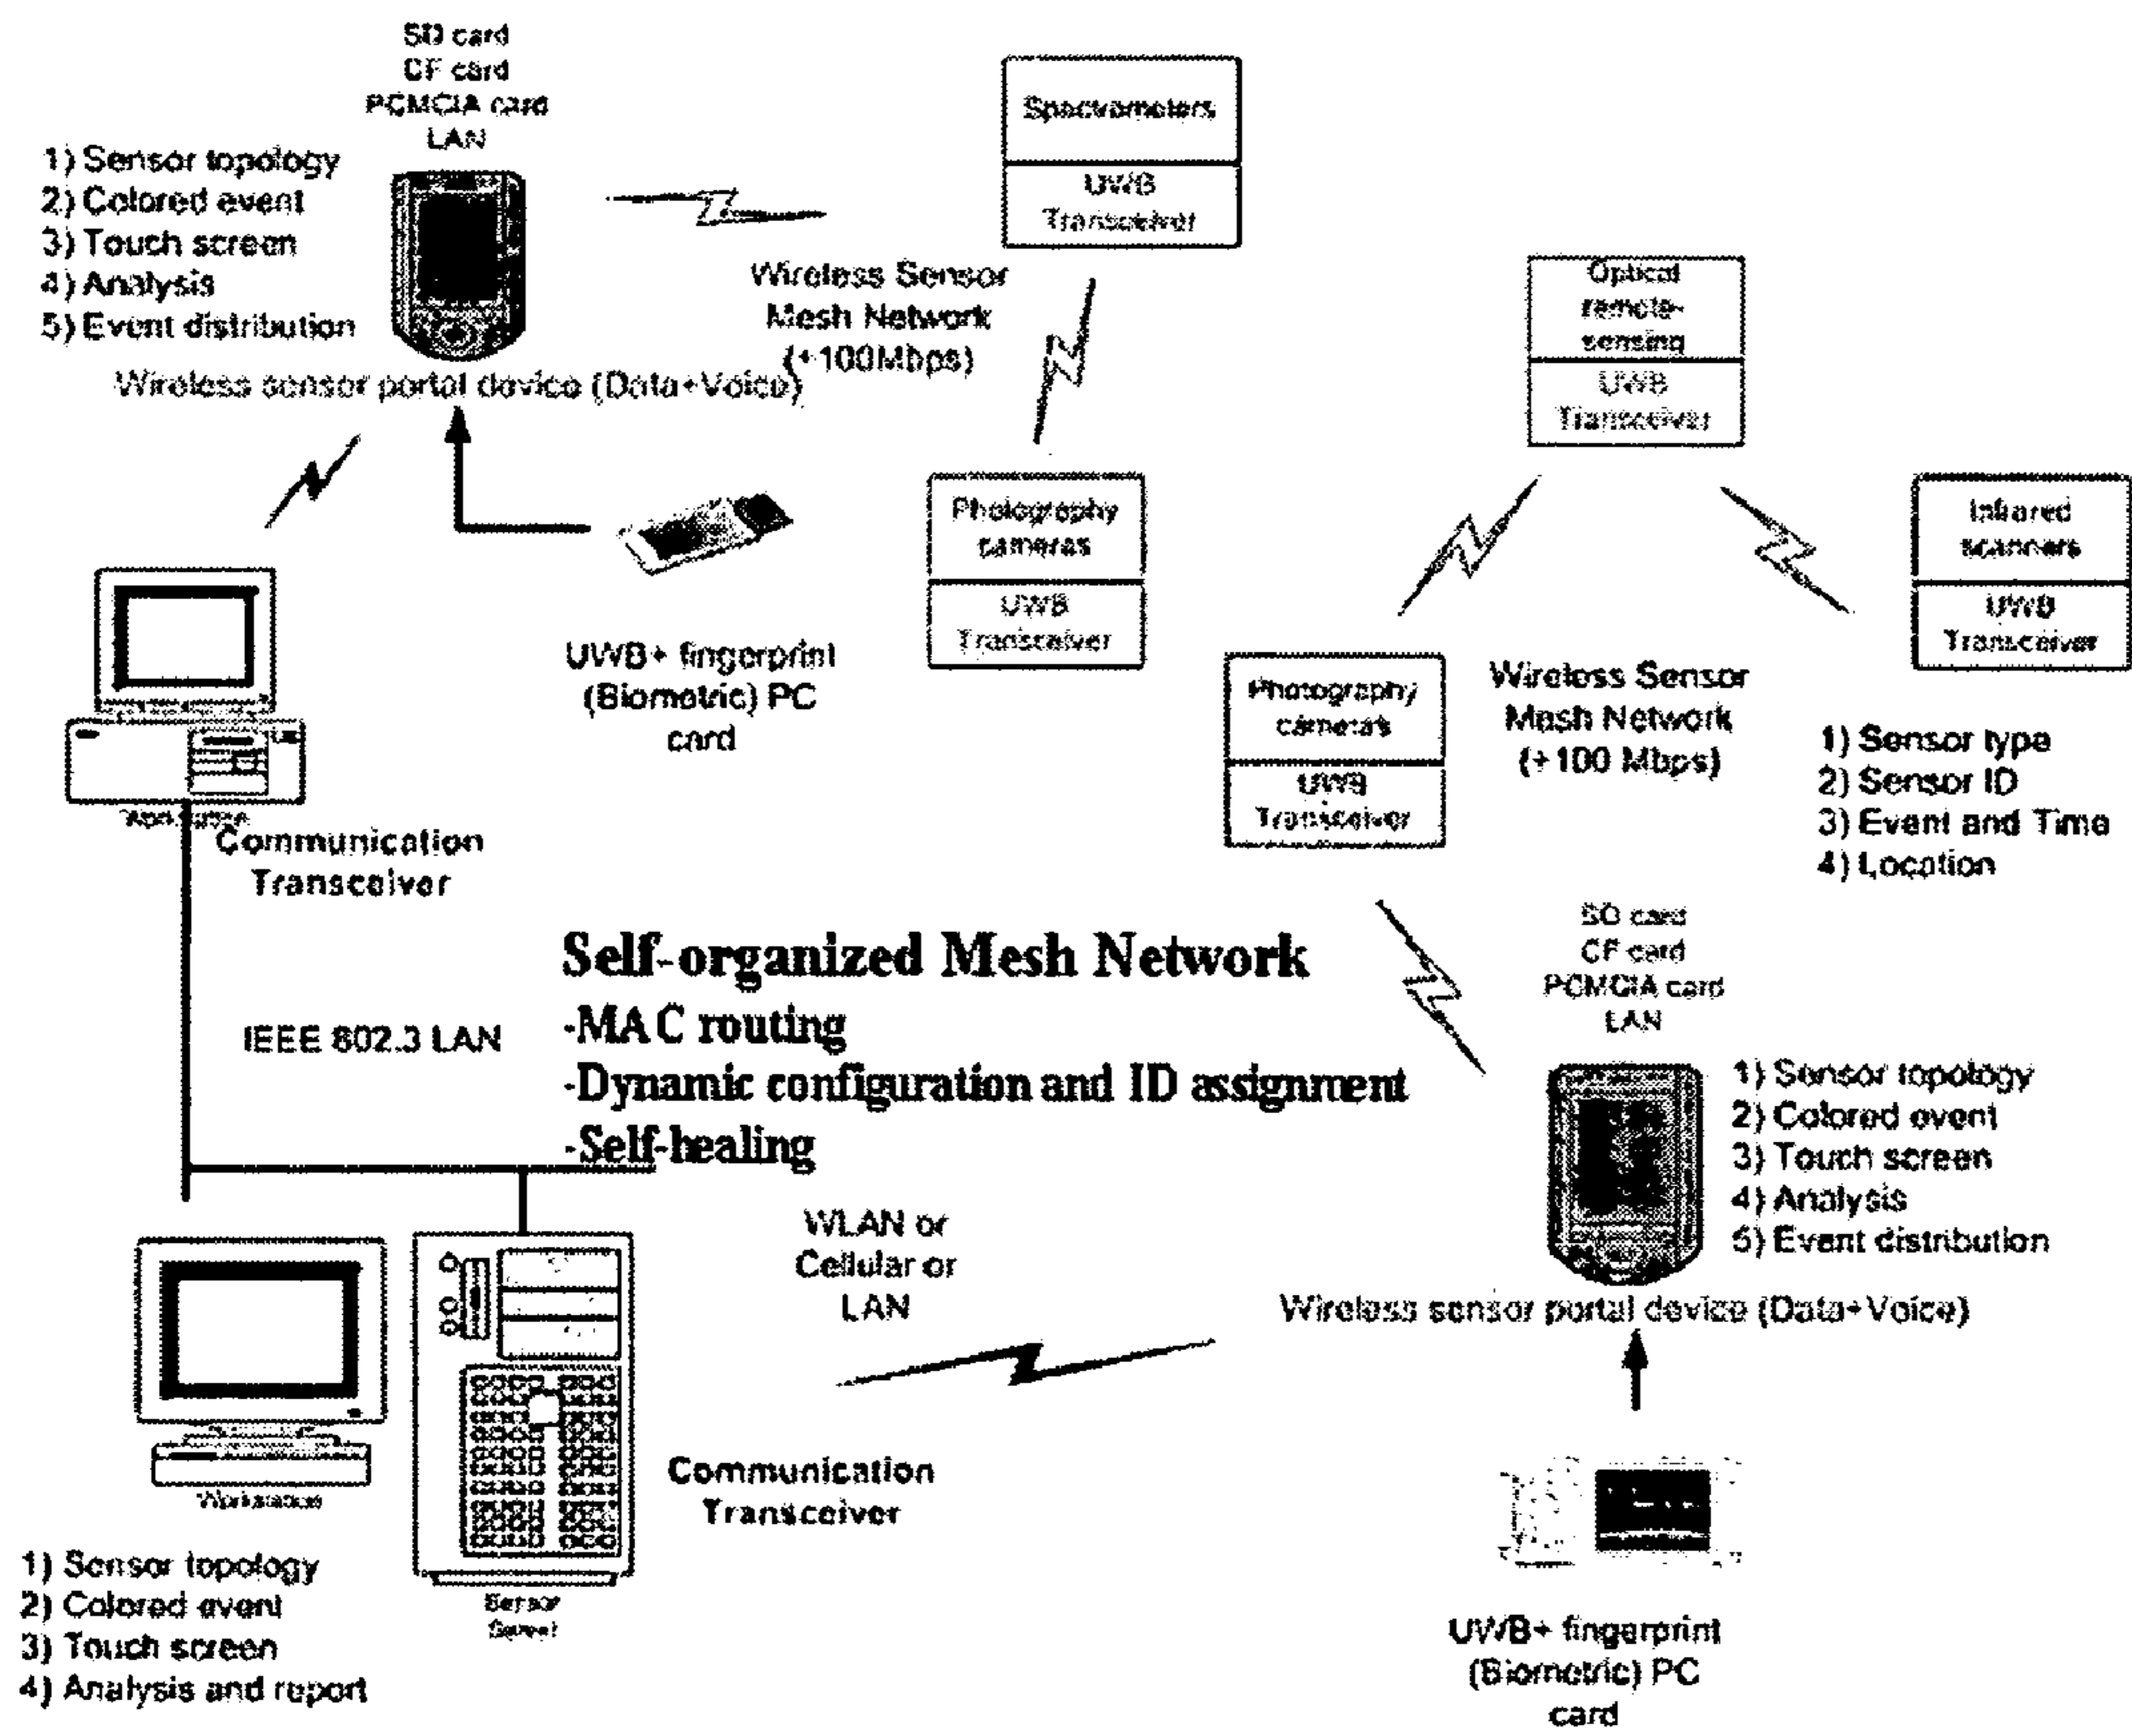 SD card
CF card
PCMCIA card
LAN
1) Sensor topology
2) Colored event
3) Touch screen
4) Analysis
5) Event distribution
Wireless sensor portal device (Data+Voice)
Spectrometers
UWB
Transceiver
Wireless Sensor
Mesh Network
(+100Mbps)
Optical
remote-
sensing
UWB
Transceiver
Photography
cameras
UWB
Transceiver
Infrared
scanners
UWB
Transceiver
UWB+ fingerprint
(Biometric) PC
card
Photography
cameras
UWB
Transceiver
Wireless Sensor
Mesh Network
(+100 Mbps)
1) Sensor type
2) Sensor ID
3) Event and Time
4) Location
Communication
Transceiver
SD card
CF card
PCMCIA card
LAN
Self-organized Mesh Network
-MAC routing
-Dynamic configuration and ID assignment
-Self-healing
IEEE 802.3 LAN
1) Sensor topology
2) Colored event
3) Touch screen
4) Analysis
5) Event distribution
Wireless sensor portal device (Data+Voice)
WLAN or
Cellular or
LAN
Communication
Transceiver
Workstation
Sensor
Server
1) Sensor topology
2) Colored event
3) Touch screen
4) Analysis and report
UWB+ fingerprint
(Biometric) PC
card